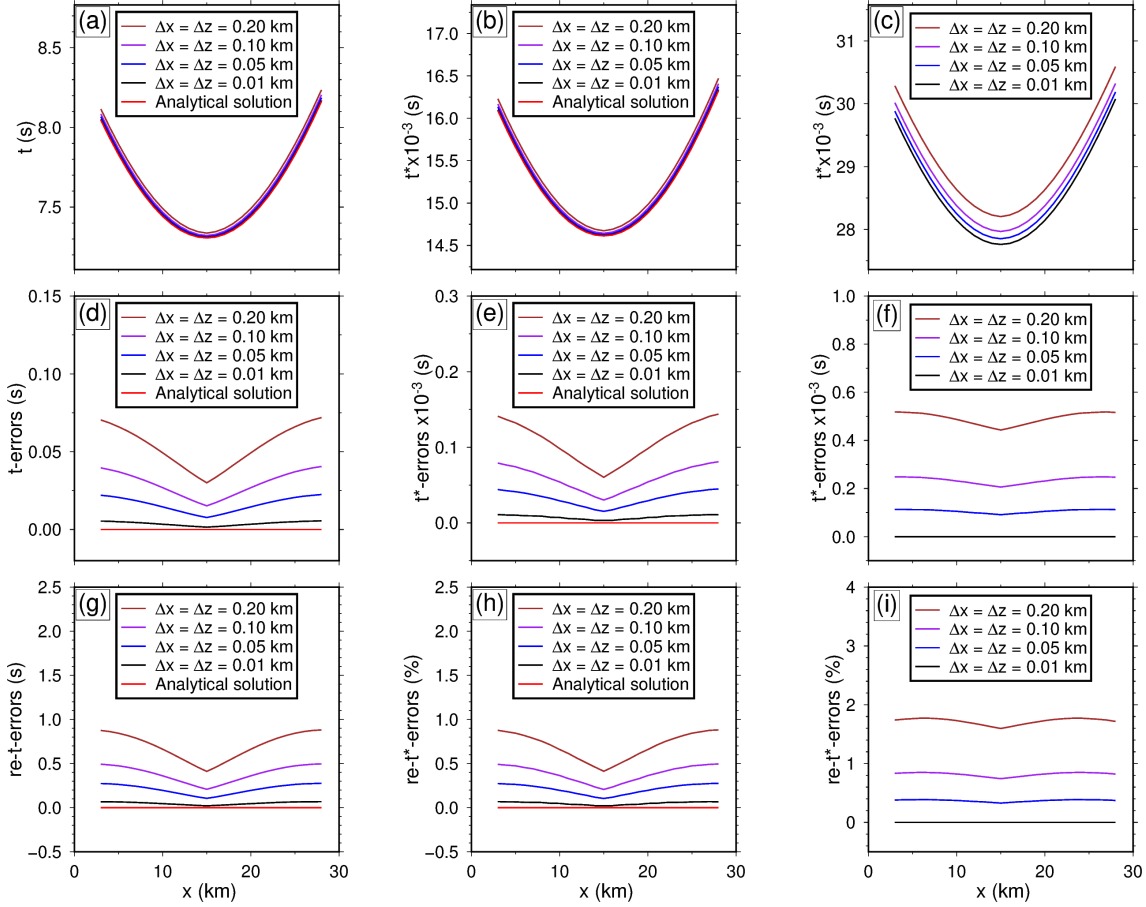 (a)
Δx = Δz = 0.20 km
Δx = Δz = 0.10 km
Δx = Δz = 0.05 km
Δx = Δz = 0.01 km
Analytical solution
8.5
8.0
7.5
t (s)
0 10 20 30
(b)
Δx = Δz = 0.20 km
Δx = Δz = 0.10 km
Δx = Δz = 0.05 km
Δx = Δz = 0.01 km
Analytical solution
17.0
16.5
16.0
15.5
15.0
14.5
t*x10⁻³ (s)
0 10 20 30
(c)
Δx = Δz = 0.20 km
Δx = Δz = 0.10 km
Δx = Δz = 0.05 km
Δx = Δz = 0.01 km
31
30
29
28
t*x10⁻³ (s)
0 10 20 30
(d)
Δx = Δz = 0.20 km
Δx = Δz = 0.10 km
Δx = Δz = 0.05 km
Δx = Δz = 0.01 km
Analytical solution
0.15
0.10
0.05
0.00
t-errors (s)
(e)
Δx = Δz = 0.20 km
Δx = Δz = 0.10 km
Δx = Δz = 0.05 km
Δx = Δz = 0.01 km
Analytical solution
0.3
0.2
0.1
0.0
t*-errors x10⁻³ (s)
(f)
Δx = Δz = 0.20 km
Δx = Δz = 0.10 km
Δx = Δz = 0.05 km
Δx = Δz = 0.01 km
1.0
0.8
0.6
0.4
0.2
0.0
t*-errors x10⁻³ (s)
(g)
Δx = Δz = 0.20 km
Δx = Δz = 0.10 km
Δx = Δz = 0.05 km
Δx = Δz = 0.01 km
Analytical solution
2.5
2.0
1.5
1.0
0.5
0.0
−0.5
re-t-errors (s)
0 10 20 30
x (km)
(h)
Δx = Δz = 0.20 km
Δx = Δz = 0.10 km
Δx = Δz = 0.05 km
Δx = Δz = 0.01 km
Analytical solution
2.5
2.0
1.5
1.0
0.5
0.0
−0.5
re-t*-errors (%)
0 10 20 30
x (km)
(i)
Δx = Δz = 0.20 km
Δx = Δz = 0.10 km
Δx = Δz = 0.05 km
Δx = Δz = 0.01 km
4
3
2
1
0
re-t*-errors (%)
0 10 20 30
x (km)